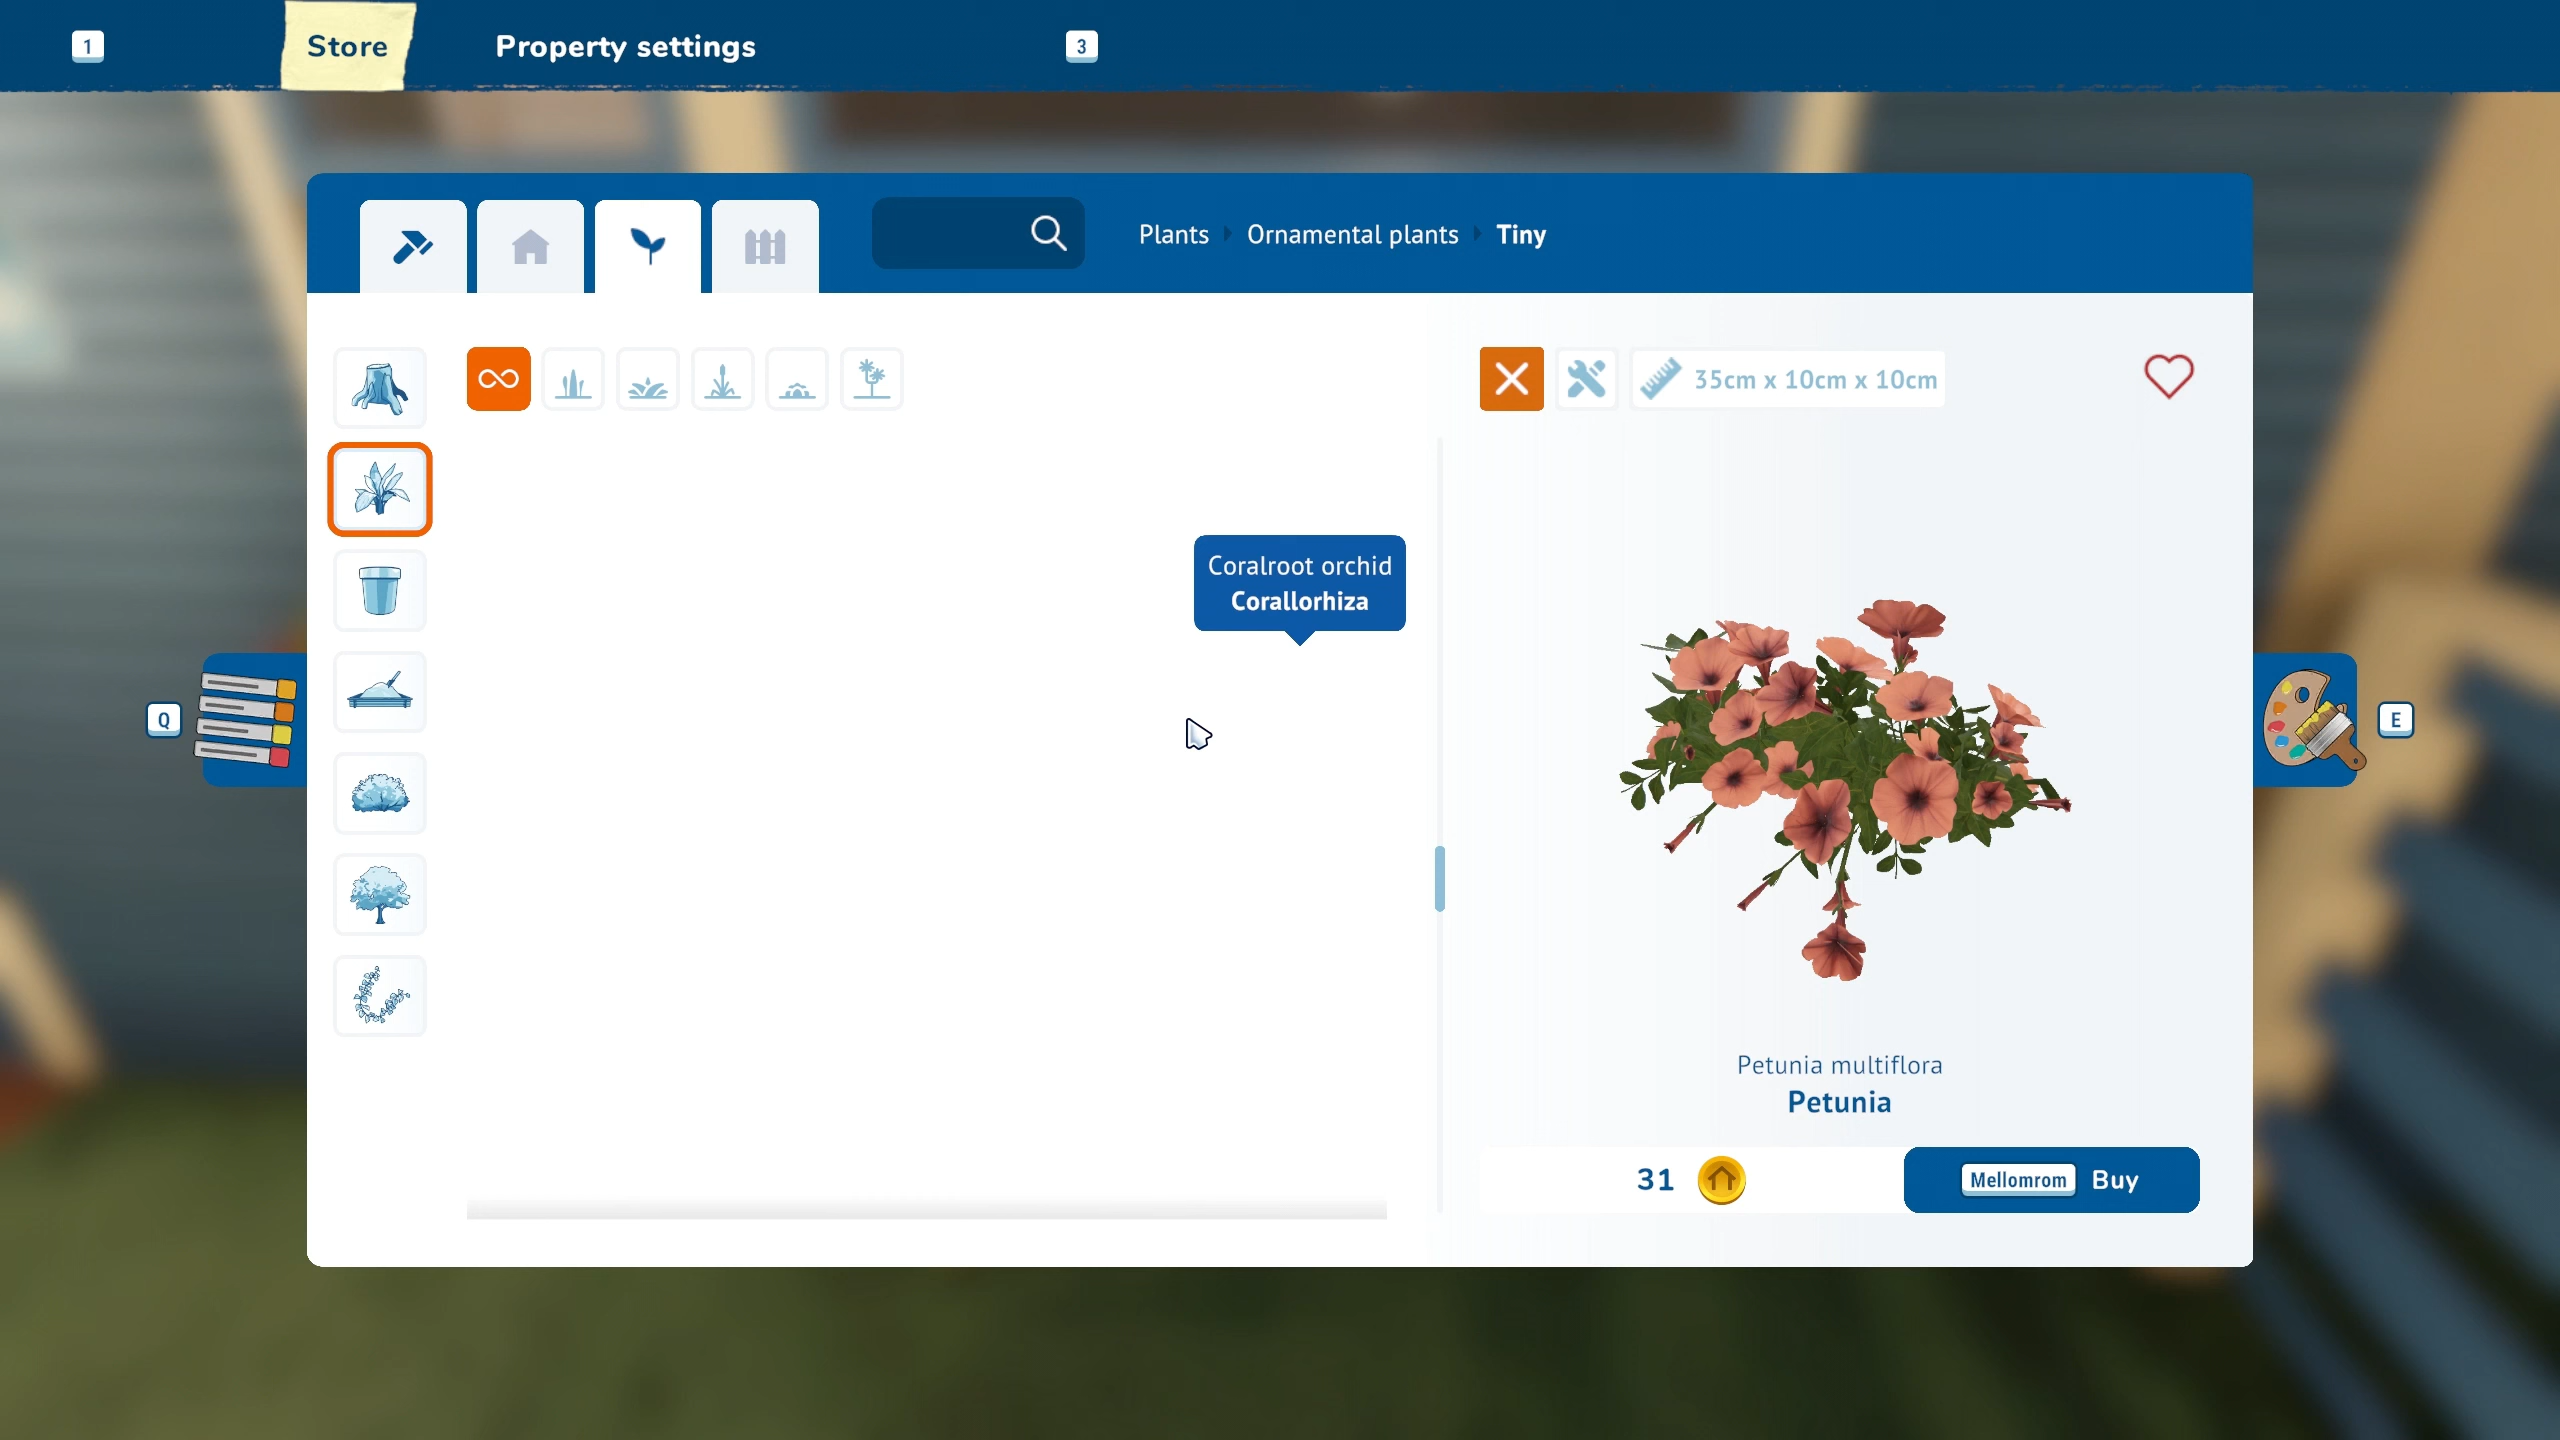 1
Store
Property settings
3
Plants
Ornamental plants
Tiny
35cm x 10cm x 10cm
Coralroot orchid
Corallorhiza
Q
E
Petunia multiflora
Petunia
31
Mellomrom
Buy